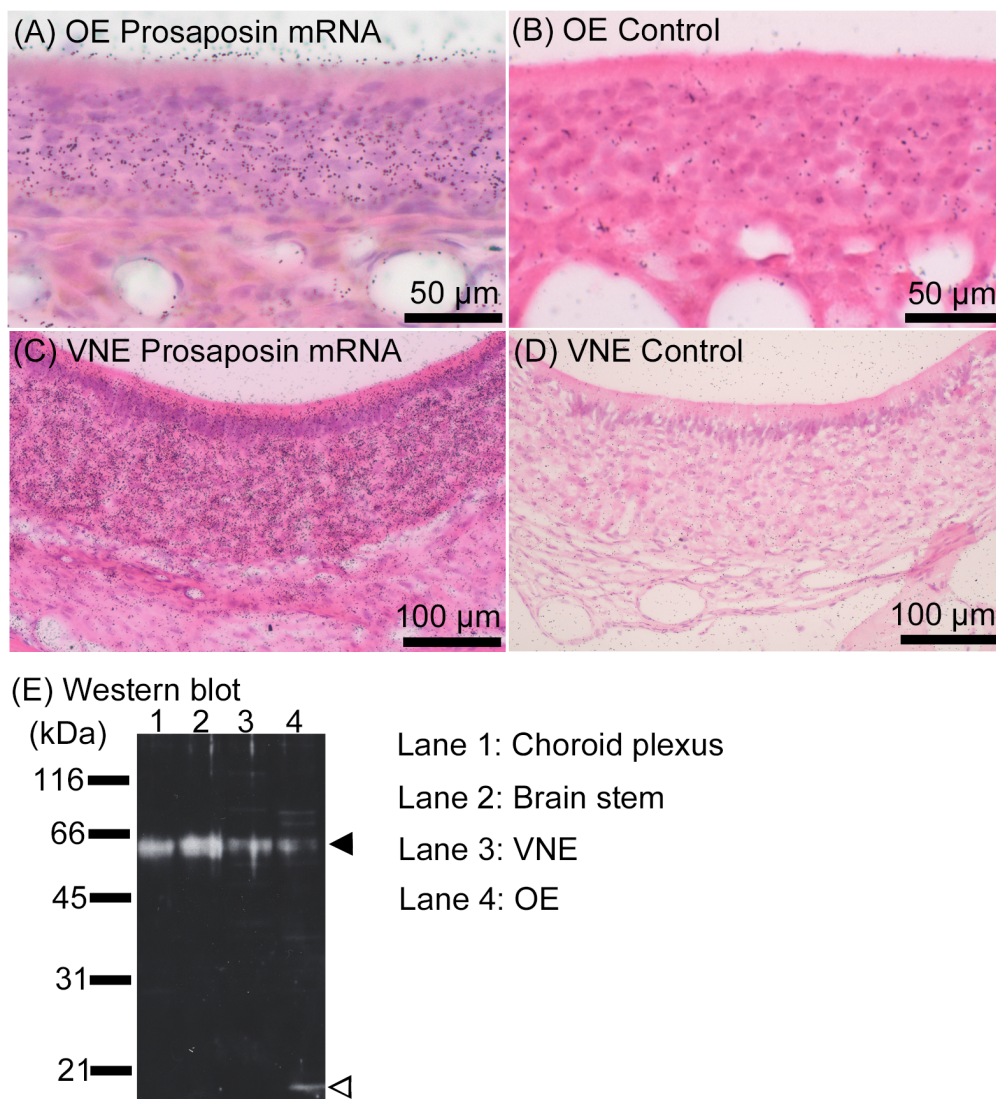 (A) OE Prosaposin mRNA
50 µm
(B) OE Control
50 µm
(C) VNE Prosaposin mRNA
100 µm
(D) VNE Control
100 µm
(E) Western blot
(kDa)
1 2 3 4
116
66
45
31
21
Lane 1: Choroid plexus
Lane 2: Brain stem
Lane 3: VNE
Lane 4: OE